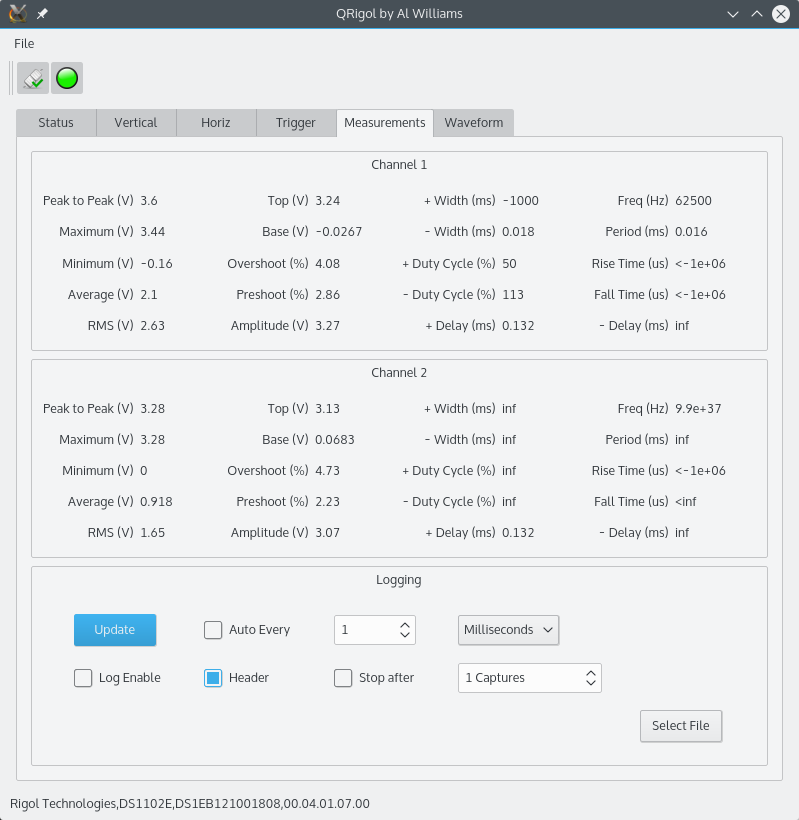 QRigol by Al Williams
File
Status Vertical Horiz Trigger Measurements Waveform
Channel 1
Peak to Peak (V) 3.6 Top (V) 3.24 + Width (ms) -1000 Freq (Hz) 62500
Maximum (V) 3.44 Base (V) -0.0267 - Width (ms) 0.018 Period (ms) 0.016
Minimum (V) -0.16 Overshoot (%) 4.08 + Duty Cycle (%) 50 Rise Time (us) <-1e+06
Average (V) 2.1 Preshoot (%) 2.86 - Duty Cycle (%) 113 Fall Time (us) <-1e+06
RMS (V) 2.63 Amplitude (V) 3.27 + Delay (ms) 0.132 - Delay (ms) inf
Channel 2
Peak to Peak (V) 3.28 Top (V) 3.13 + Width (ms) inf Freq (Hz) 9.9e+37
Maximum (V) 3.28 Base (V) 0.0683 - Width (ms) inf Period (ms) inf
Minimum (V) 0 Overshoot (%) 4.73 + Duty Cycle (%) inf Rise Time (us) <-1e+06
Average (V) 0.918 Preshoot (%) 2.23 - Duty Cycle (%) inf Fall Time (us) <inf
RMS (V) 1.65 Amplitude (V) 3.07 + Delay (ms) 0.132 - Delay (ms) inf
Logging
Update Auto Every 1 Milliseconds
Log Enable Header Stop after 1 Captures
Select File
Rigol Technologies,DS1102E,DS1EB121001808,00.04.01.07.00